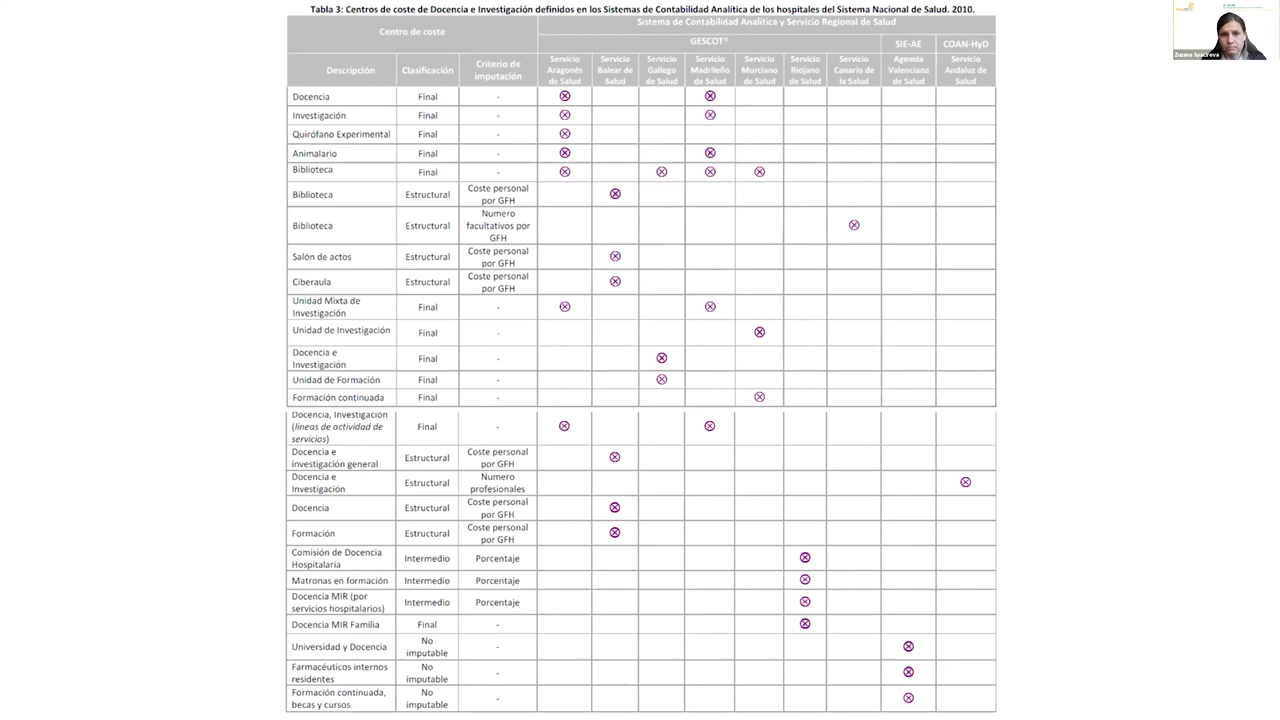 Tabla 3: Centros de coste de Docencia e Investigación definidos en los Sistemas de Contabilidad Analítica de los hospitales del Sistema Nacional de Salud. 2010.
Centro de coste
Sistema de Contabilidad Analítica y Servicio Regional de Salud
GESCOT®
SIE-AE
COAN-HyD
Descripción
Clasificación
Criterio de
imputación
Servicio
Aragonés
de Salud
Servicio
Balear de
Salud
Servicio
Gallego
de Salud
Servicio
Madrileño
de Salud
Servicio
Murciano
de Salud
Servicio
Riojano
de Salud
Servicio
Canario de
la Salud
Agensia
Valenciana
de Salud
Servicio
Andaluz de
Salud
Docencia Final -
Investigación Final -
Quirófano Experimental Final -
Animalario Final -
Biblioteca Final -
Biblioteca Estructural Coste personal
por GFH
Biblioteca Estructural Numero
facultativos por
GFH
Salón de actos Estructural Coste personal
por GFH
Ciberaula Estructural Coste personal
por GFH
Unidad Mixta de
Investigación Final -
Unidad de Investigación Final -
Docencia e
Investigación Final -
Unidad de Formación Final -
Formación continuada Final -
Docencia, Investigación
(líneas de actividad de
servicios) Final -
Docencia e
investigación general Estructural Coste personal
por GFH
Docencia e
Investigación Estructural Numero
profesionales
Docencia Estructural Coste personal
por GFH
Formación Estructural Coste personal
por GFH
Comisión de Docencia
Hospitalaria Intermedio Porcentaje
Matronas en formación Intermedio Porcentaje
Docencia MIR (por
servicios hospitalarios) Intermedio Porcentaje
Docencia MIR Familia Final -
Universidad y Docencia No
imputable -
Farmacéuticos internos
residentes No
imputable -
Formación continuada,
becas y cursos No
imputable -
Zuzana Spacirova